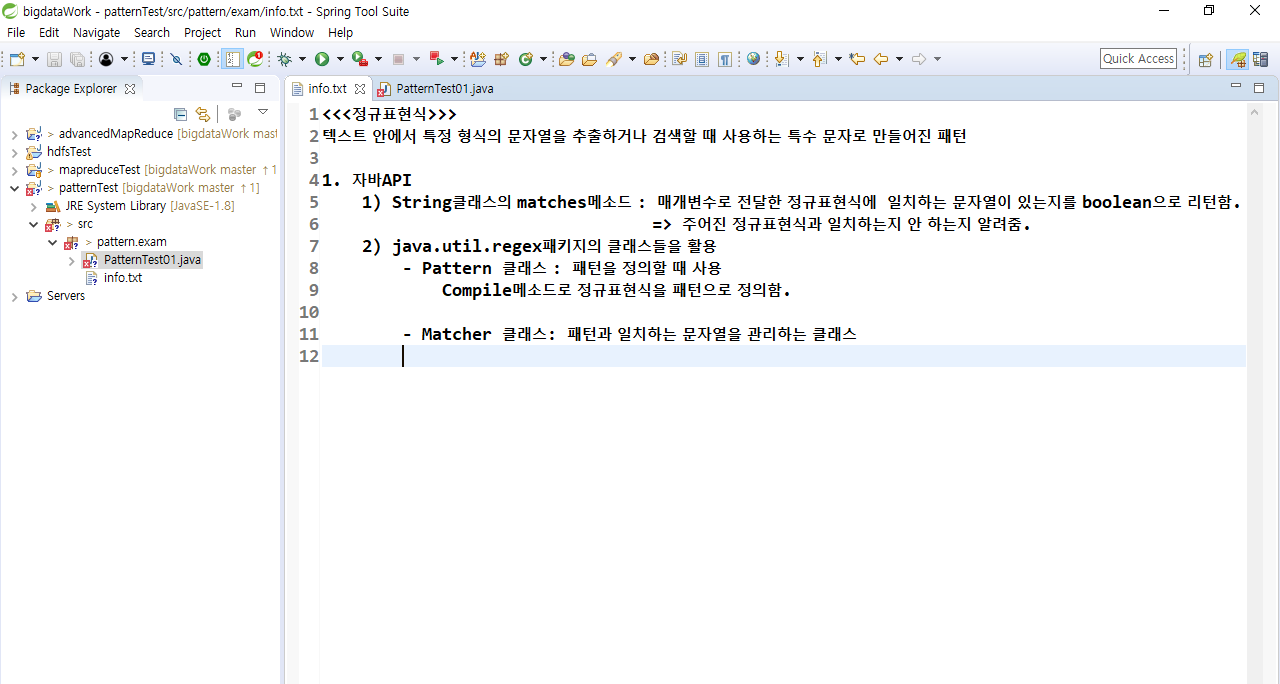 bigdataWork - patternTest/src/pattern/exam/info.txt - Spring Tool Suite
File Edit Navigate Search Project Run Window Help
Quick Access
Package Explorer
info.txt PatternTest01.java
> advancedMapReduce [bigdataWork mast
hdfsTest
> mapreduceTest [bigdataWork master ↑1
> patternTest [bigdataWork master ↑1]
JRE System Library [JavaSE-1.8]
> src
> pattern.exam
PatternTest01.java
info.txt
Servers
1 <<<정규표현식>>>
2 텍스트 안에서 특정 형식의 문자열을 추출하거나 검색할 때 사용하는 특수 문자로 만들어진 패턴
3
4 1. 자바API
5 1) String클래스의 matches메소드 : 매개변수로 전달한 정규표현식에 일치하는 문자열이 있는지를 boolean으로 리턴함.
6 => 주어진 정규표현식과 일치하는지 안 하는지 알려줌.
7 2) java.util.regex패키지의 클래스들을 활용
8 - Pattern 클래스 : 패턴을 정의할 때 사용
9 Compile메소드로 정규표현식을 패턴으로 정의함.
10
11 - Matcher 클래스: 패턴과 일치하는 문자열을 관리하는 클래스
12